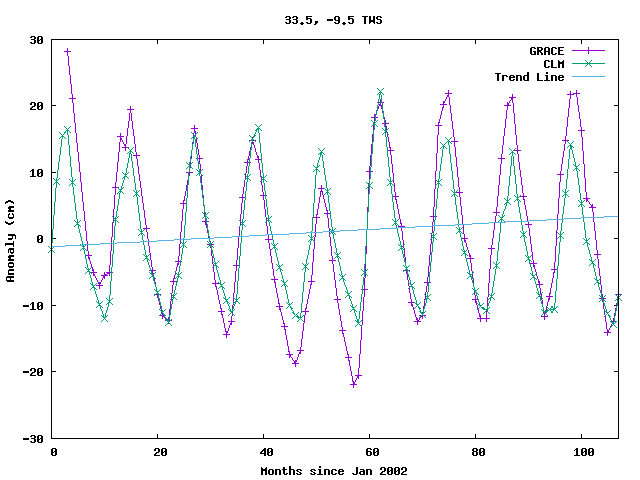 33.5, -9.5 TWS
GRACE
CLM
Trend Line
30
20
10
0
-10
-20
-30
Anomaly (cm)
0 20 40 60 80 100
Months since Jan 2002